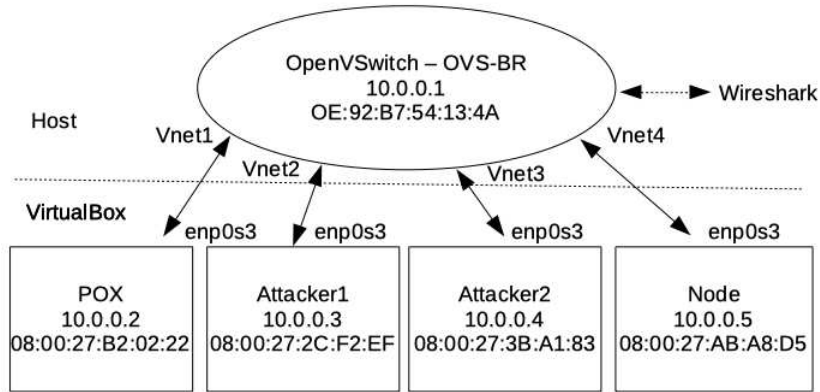 OpenVSwitch – OVS-BR
10.0.0.1
OE:92:B7:54:13:4A
Wireshark
Host
Vnet1
Vnet2
Vnet3
Vnet4
VirtualBox
enp0s3
enp0s3
enp0s3
enp0s3
POX
10.0.0.2
08:00:27:B2:02:22
Attacker1
10.0.0.3
08:00:27:2C:F2:EF
Attacker2
10.0.0.4
08:00:27:3B:A1:83
Node
10.0.0.5
08:00:27:AB:A8:D5